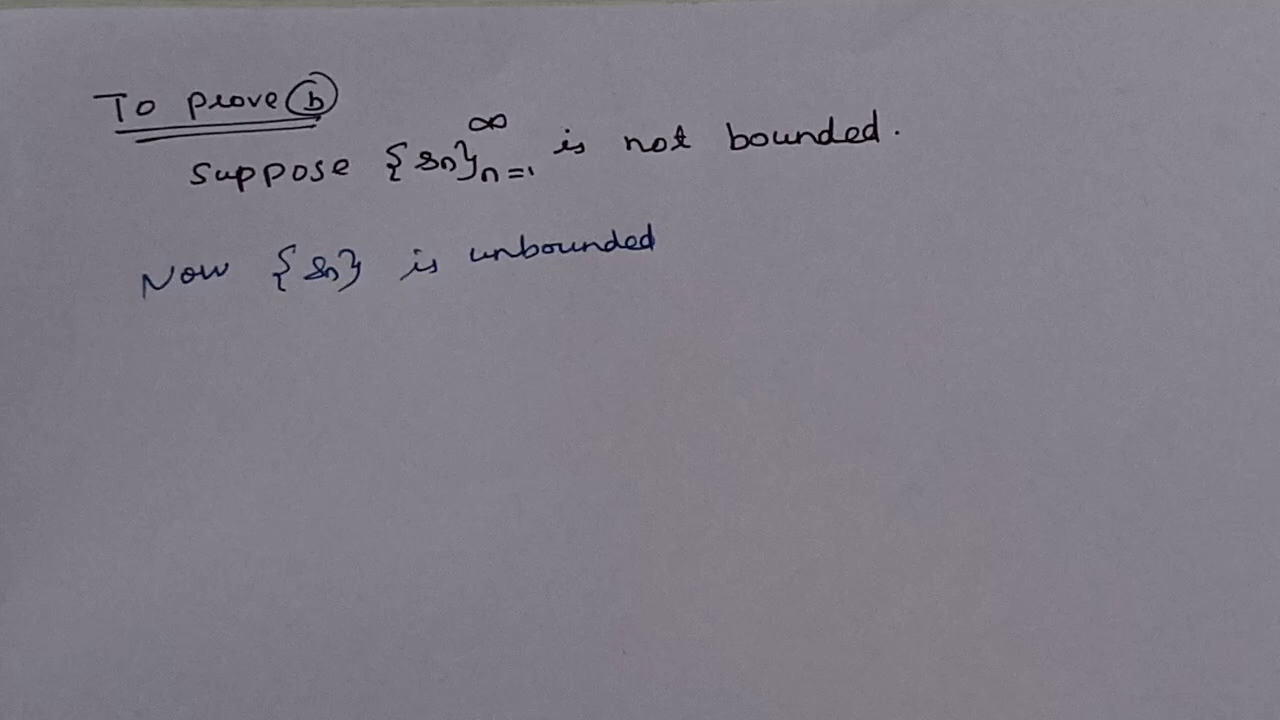 To prove ⓑ
suppose {sn}∞n=1 is not bounded.
Now {sn} is unbounded